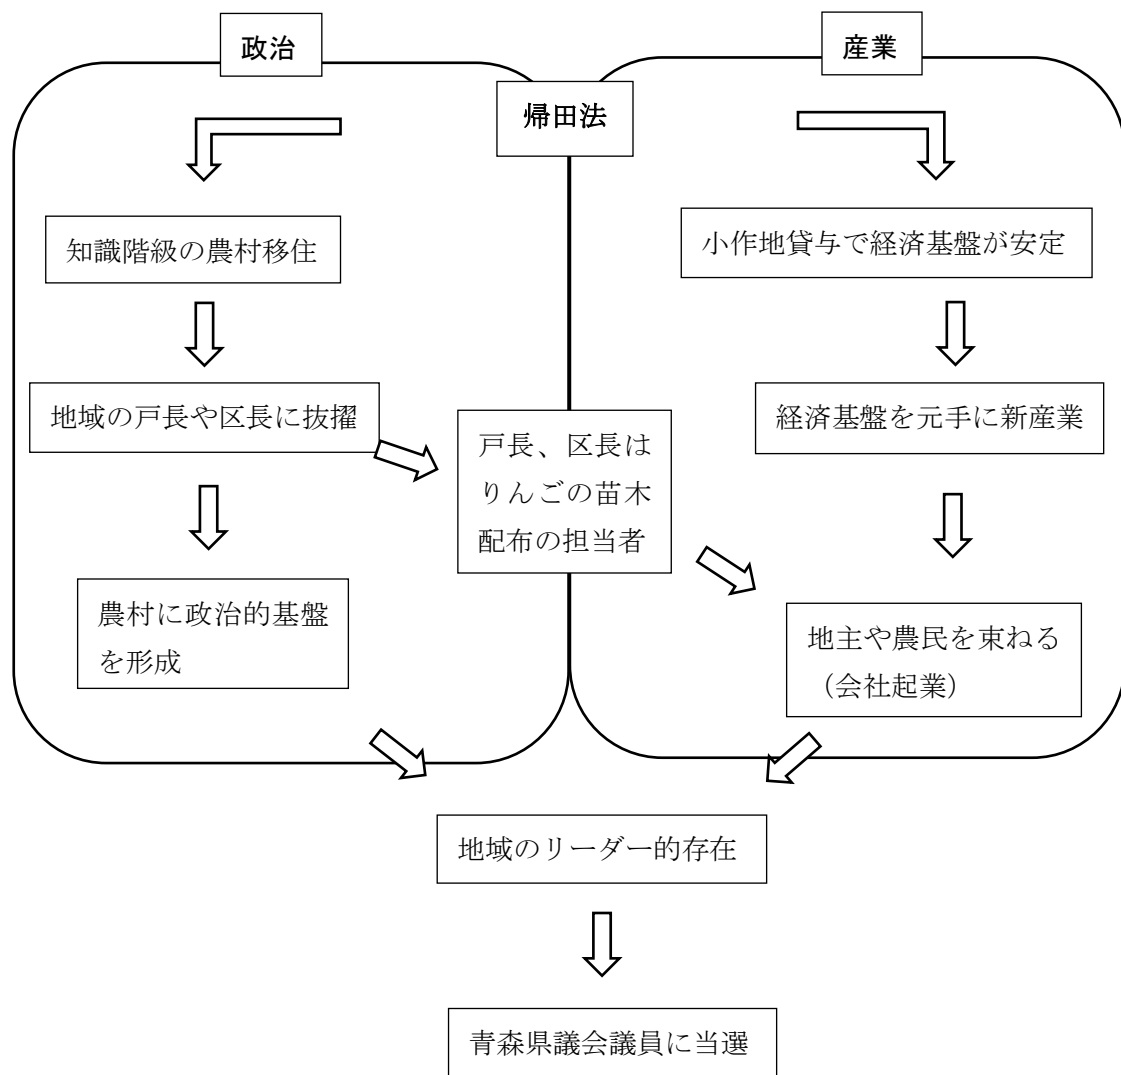 政治
産業
帰田法
知識階級の農村移住
小作地貸与で経済基盤が安定
地域の戸長や区長に抜擢
経済基盤を元手に新産業
戸長、区長は
りんごの苗木
配布の担当者
農村に政治的基盤
を形成
地主や農民を束ねる
（会社起業）
地域のリーダー的存在
青森県議会議員に当選